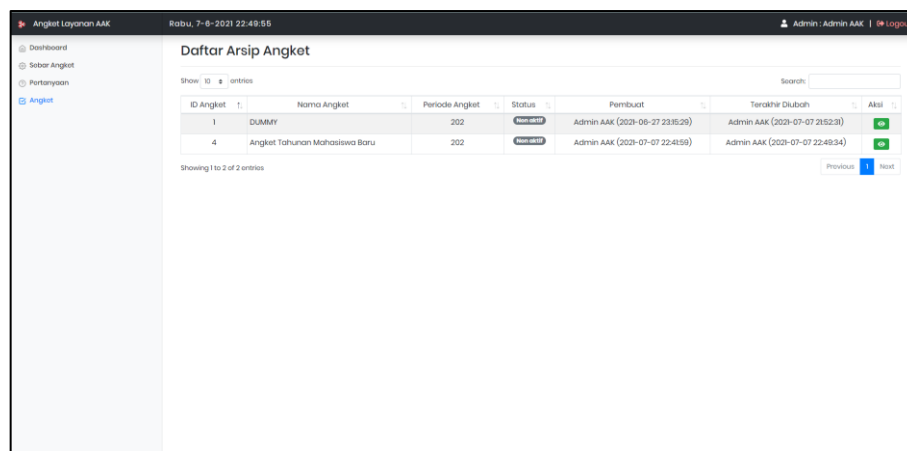 Angket Layanan AAK Rabu, 7-6-2021 22:49:55 Admin : Admin AAK | Logou
Dashboard
Sebar Angket
Pertanyaan
Angket
Daftar Arsip Angket
Show 10 entries Search:
ID Angket Nama Angket Periode Angket Status Pembuat Terakhir Diubah Aksi
1 DUMMY 202 Non aktif Admin AAK (2021-06-27 23:15:29) Admin AAK (2021-07-07 21:52:31)
4 Angket Tahunan Mahasiswa Baru 202 Non aktif Admin AAK (2021-07-07 22:41:59) Admin AAK (2021-07-07 22:49:34)
Showing 1 to 2 of 2 entries Previous 1 Next